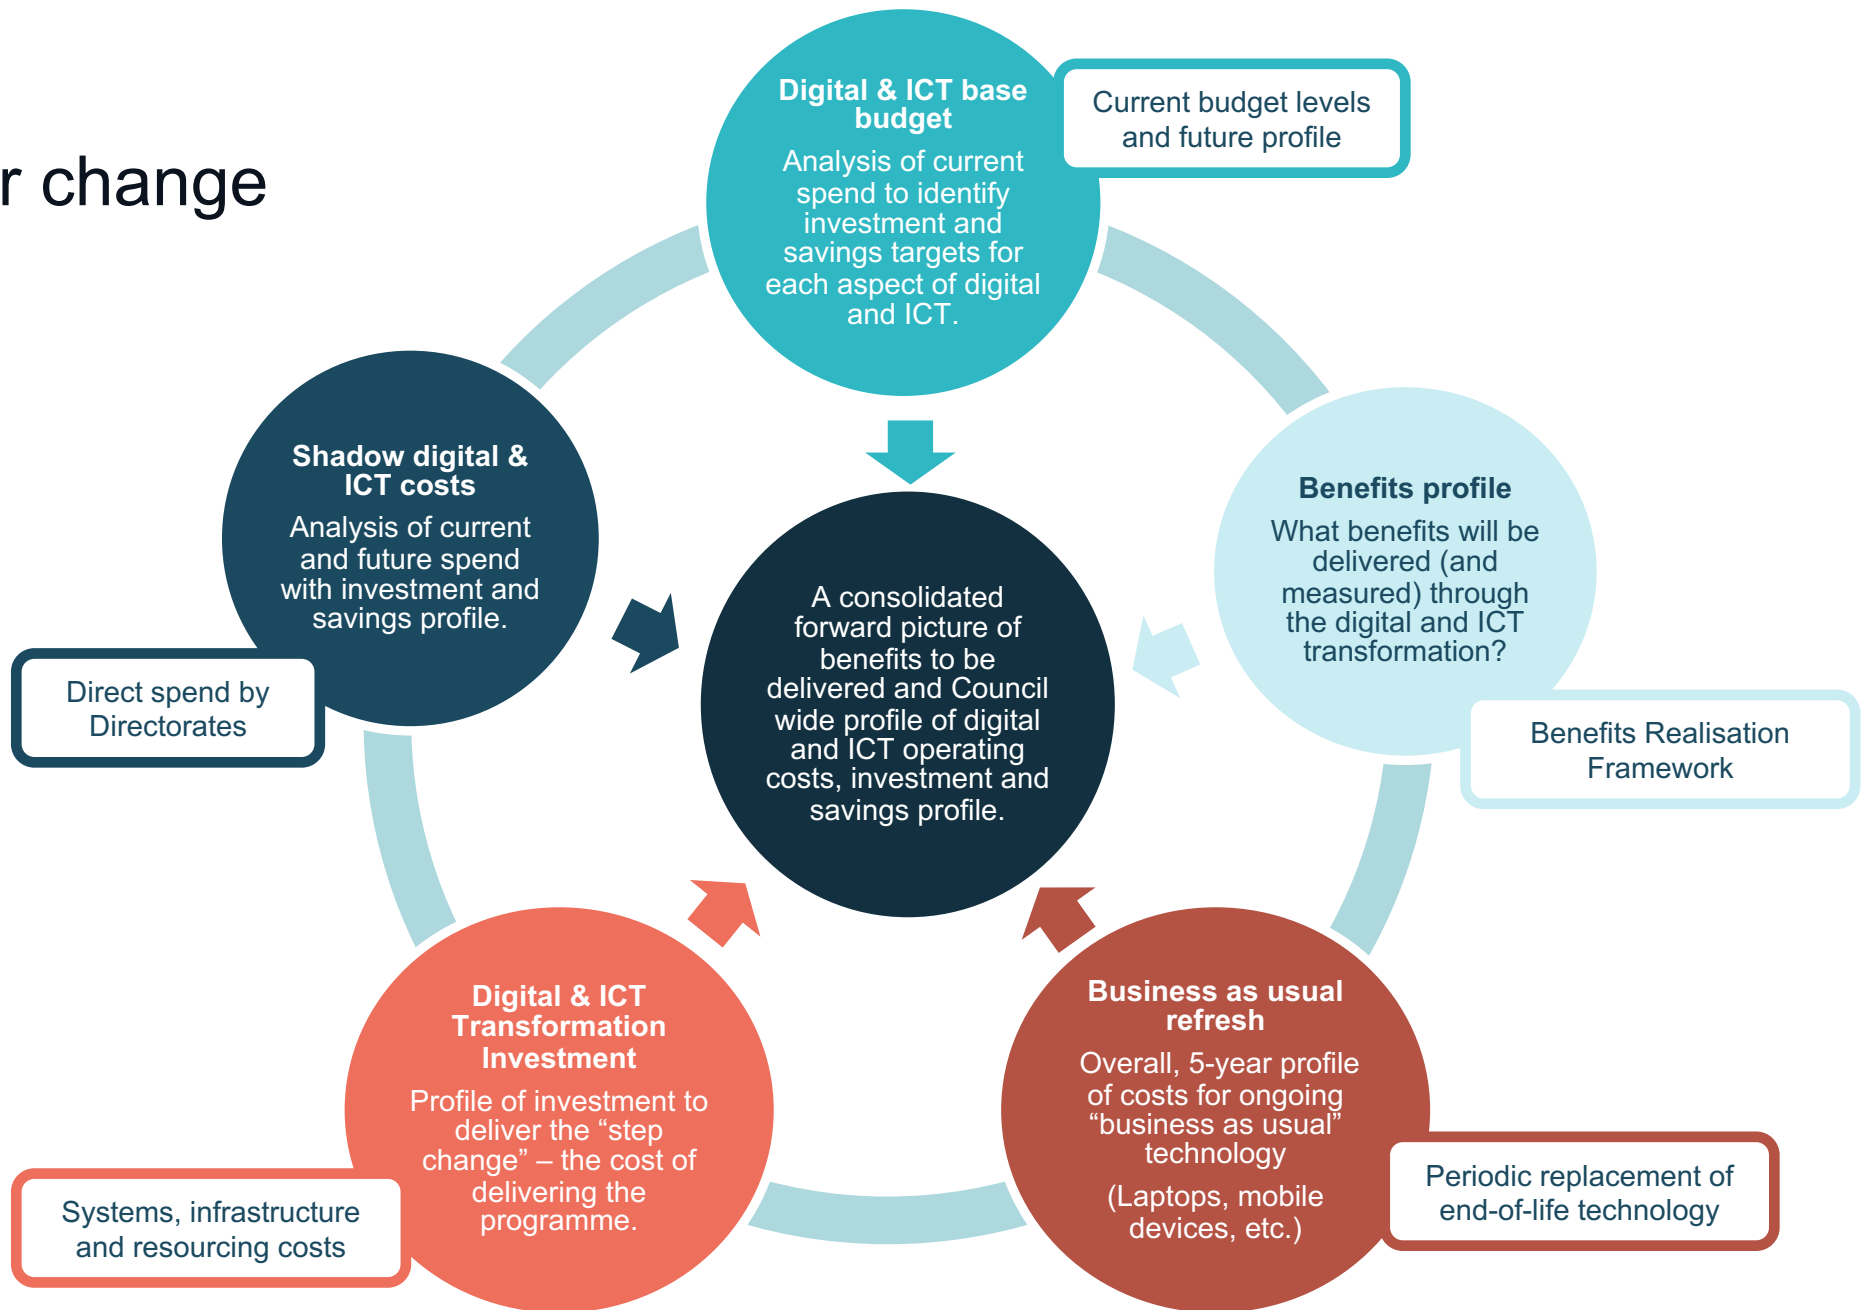 r change
Digital & ICT base
budget
Analysis of current
spend to identify
investment and
savings targets for
each aspect of digital
and ICT.
Current budget levels
and future profile
Shadow digital &
ICT costs
Analysis of current
and future spend
with investment and
savings profile.
Direct spend by
Directorates
Benefits profile
What benefits will be
delivered (and
measured) through
the digital and ICT
transformation?
Benefits Realisation
Framework
A consolidated
forward picture of
benefits to be
delivered and Council
wide profile of digital
and ICT operating
costs, investment and
savings profile.
Digital & ICT
Transformation
Investment
Profile of investment to
deliver the “step
change” – the cost of
delivering the
programme.
Systems, infrastructure
and resourcing costs
Business as usual
refresh
Overall, 5-year profile
of costs for ongoing
“business as usual”
technology
(Laptops, mobile
devices, etc.)
Periodic replacement of
end-of-life technology